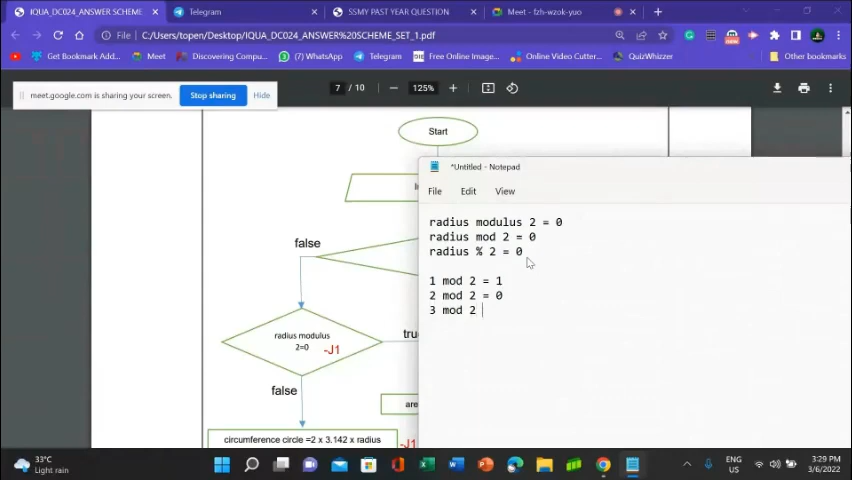 IQUA_DC024_ANSWER SCHEME
Telegram
SSMY PAST YEAR QUESTION
Meet - fzh-wzok-yuo
File
C:/Users/topen/Desktop/IQUA_DC024_ANSWER%20SCHEME_SET_1.pdf
Get Bookmark Add...
Meet
Discovering Compu...
(7) WhatsApp
Telegram
Free Online Image...
Online Video Cutter...
QuizWhizzer
Other bookmarks
meet.google.com is sharing your screen.
Stop sharing
Hide
7 / 10
125%
Start
false
radius modulus
2=0
-J1
false
circumference circle =2 x 3.142 x radius
-J1
*Untitled - Notepad
File
Edit
View
radius modulus 2 = 0
radius mod 2 = 0
radius % 2 = 0
1 mod 2 = 1
2 mod 2 = 0
3 mod 2
33°C
Light rain
ENG
US
3:29 PM
3/6/2022